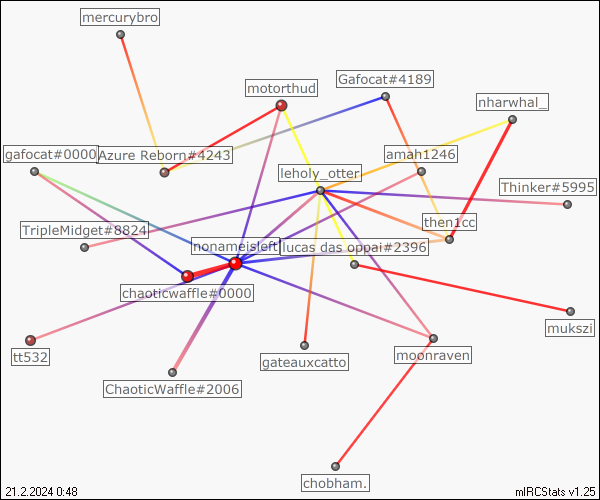 mercurybro
Gafocat#4189
motorthud
nharwhal_
gafocat#0000
Azure Reborn#4243
amah1246
leholy_otter
Thinker#5995
TripleMidget#8824
then1cc
nonameisleft
lucas das oppai#2396
chaoticwaffle#0000
mukszi
tt532
gateauxcatto
moonraven
ChaoticWaffle#2006
chobham.
21.2.2024 0:48
mIRCStats v1.25